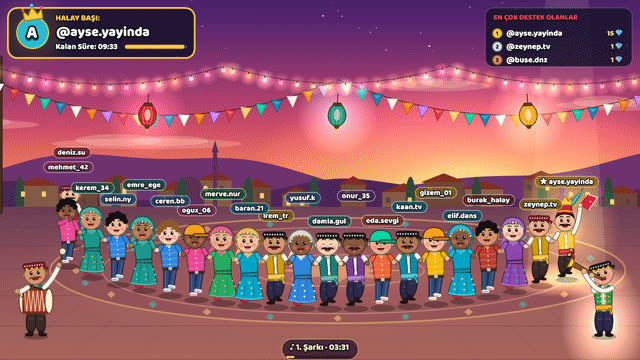 HALAY BAŞI:
A
@ayse.yayinda
Kalan Süre: 09:33
EN ÇOK DESTEK OLANLAR
1 @ayse.yayinda 15
2 @zeynep.tv 1
3 @buse.dnz 1
deniz.su
mehmet_42
kerem_34
emre_ege
selin.ny
ceren.bb
merve.nur
oguz_06
baran.21
irem_tr
yusuf.k
damla.gul
onur_35
eda.sevgi
kaan.tv
gizem_01
elif.dans
burak_halay
ayse.yayinda
zeynep.tv
1. Şarkı · 03:31